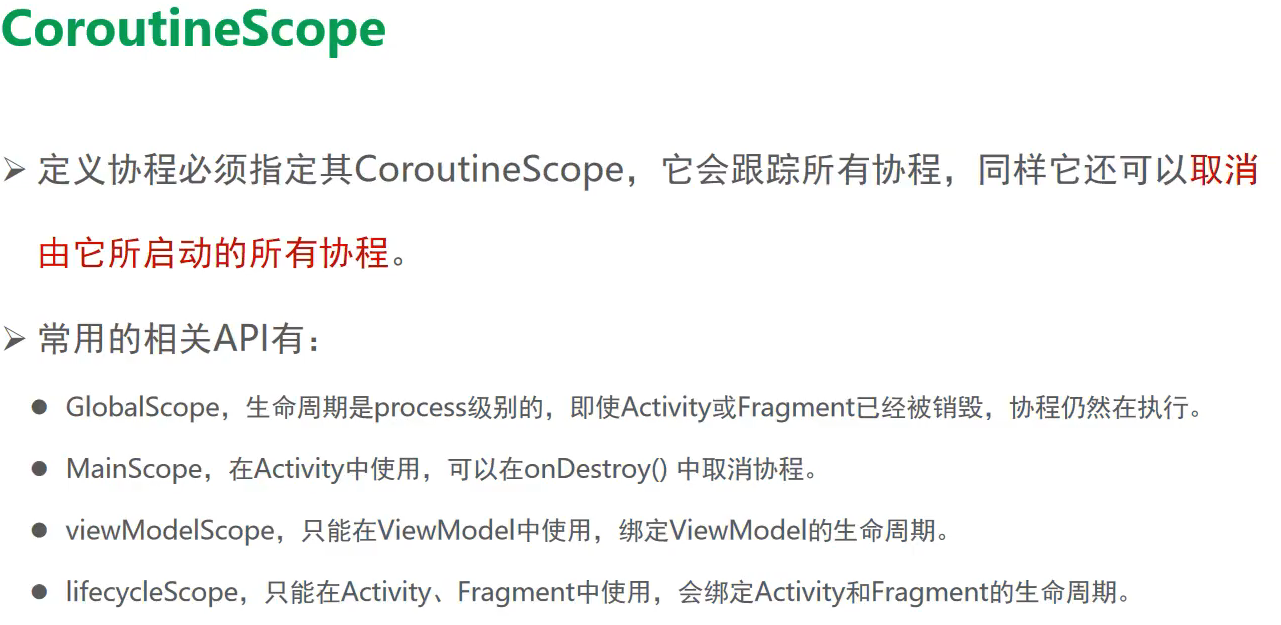 CoroutineScope
➢ 定义协程必须指定其CoroutineScope，它会跟踪所有协程，同样它还可以取消
由它所启动的所有协程。
➢ 常用的相关API有：
● GlobalScope，生命周期是process级别的，即使Activity或Fragment已经被销毁，协程仍然在执行。
● MainScope，在Activity中使用，可以在onDestroy() 中取消协程。
● viewModelScope，只能在ViewModel中使用，绑定ViewModel的生命周期。
● lifecycleScope，只能在Activity、Fragment中使用，会绑定Activity和Fragment的生命周期。